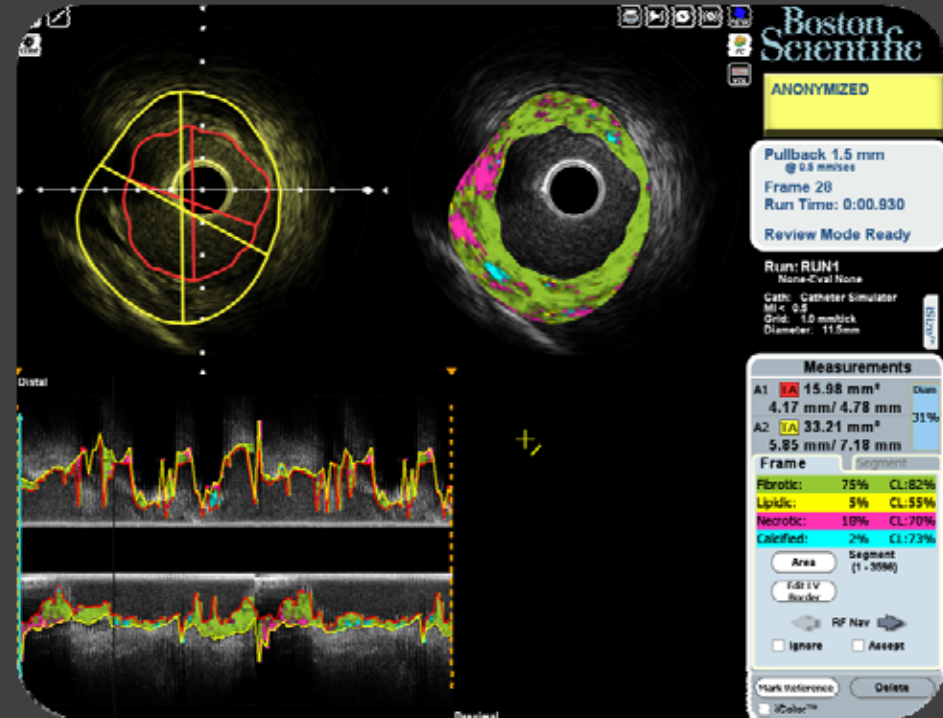 Boston
Scientific
ANONYMIZED
Pullback 1.5 mm
@ 0.5 mm/sec
Frame 28
Run Time: 0:00.930
Review Mode Ready
Run: RUN1
None-Eval None
Cath: Catheter Simulator
MI < 0.5
Grid: 1.0 mm/tick
Diameter: 11.5mm
iSize™
Distal
Measurements
A1 TA 15.98 mm²
4.17 mm/ 4.78 mm
Diam
31%
A2 TA 33.21 mm²
5.85 mm/ 7.18 mm
Frame
Segment
Fibrotic: 75% CL:82%
Lipidic: 5% CL:55%
Necrotic: 18% CL:70%
Calcified: 2% CL:73%
Area
Segment
(1 - 3596)
Border
RF Nav
Ignore
Accept
Mark Reference
Delete
iColor™
Proximal